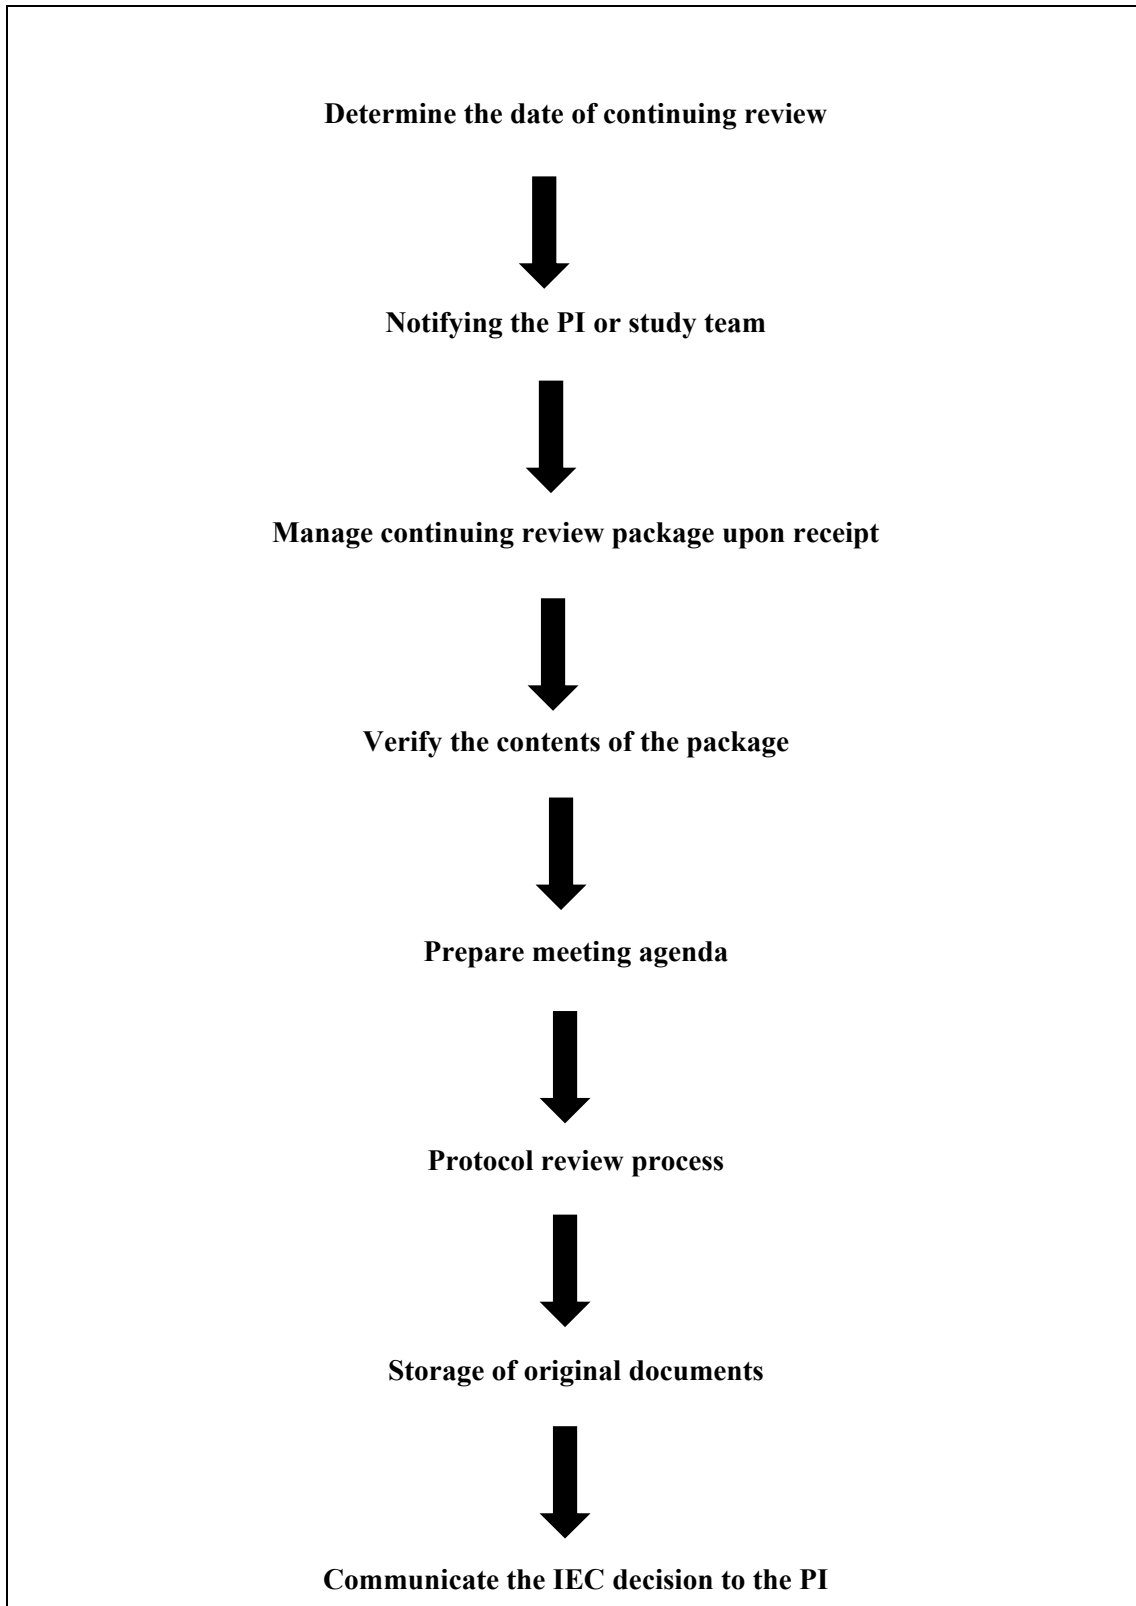 Determine the date of continuing review
Notifying the PI or study team
Manage continuing review package upon receipt
Verify the contents of the package
Prepare meeting agenda
Protocol review process
Storage of original documents
Communicate the IEC decision to the PI